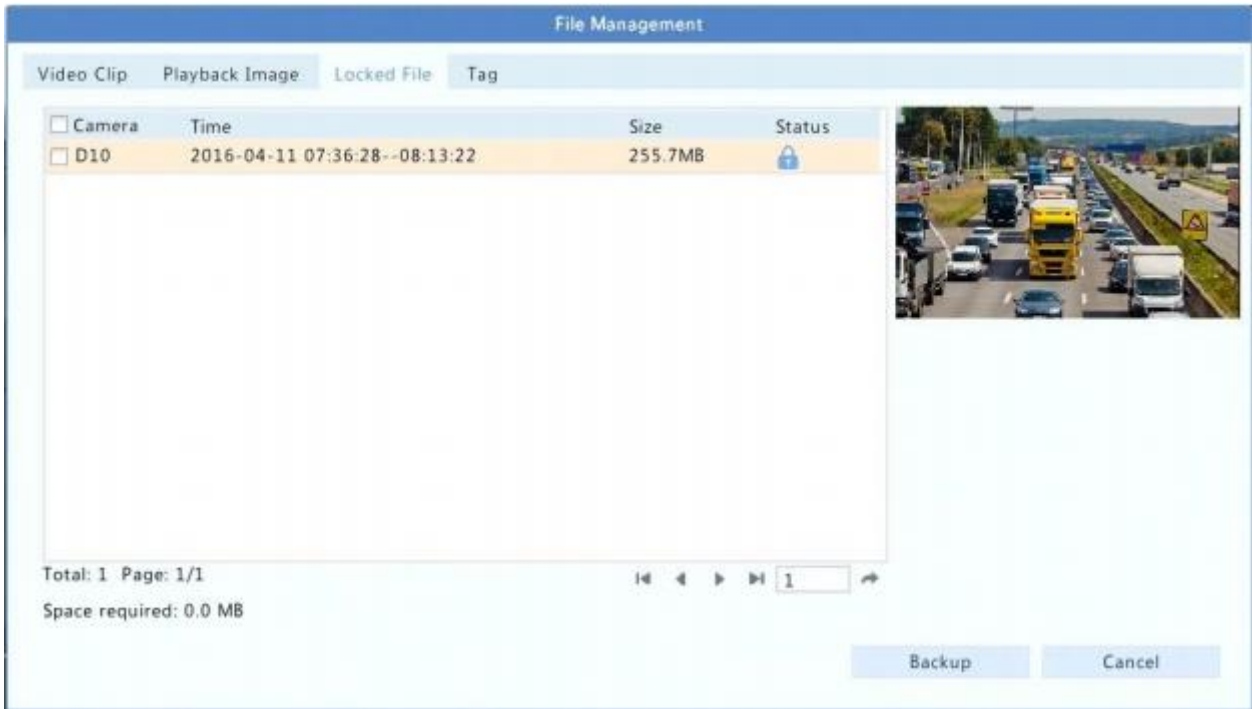 File Management
Video Clip Playback Image Locked File Tag
Camera Time Size Status
D10 2016-04-11 07:36:28--08:13:22 255.7MB
Total: 1 Page: 1/1
1
Space required: 0.0 MB
Backup Cancel